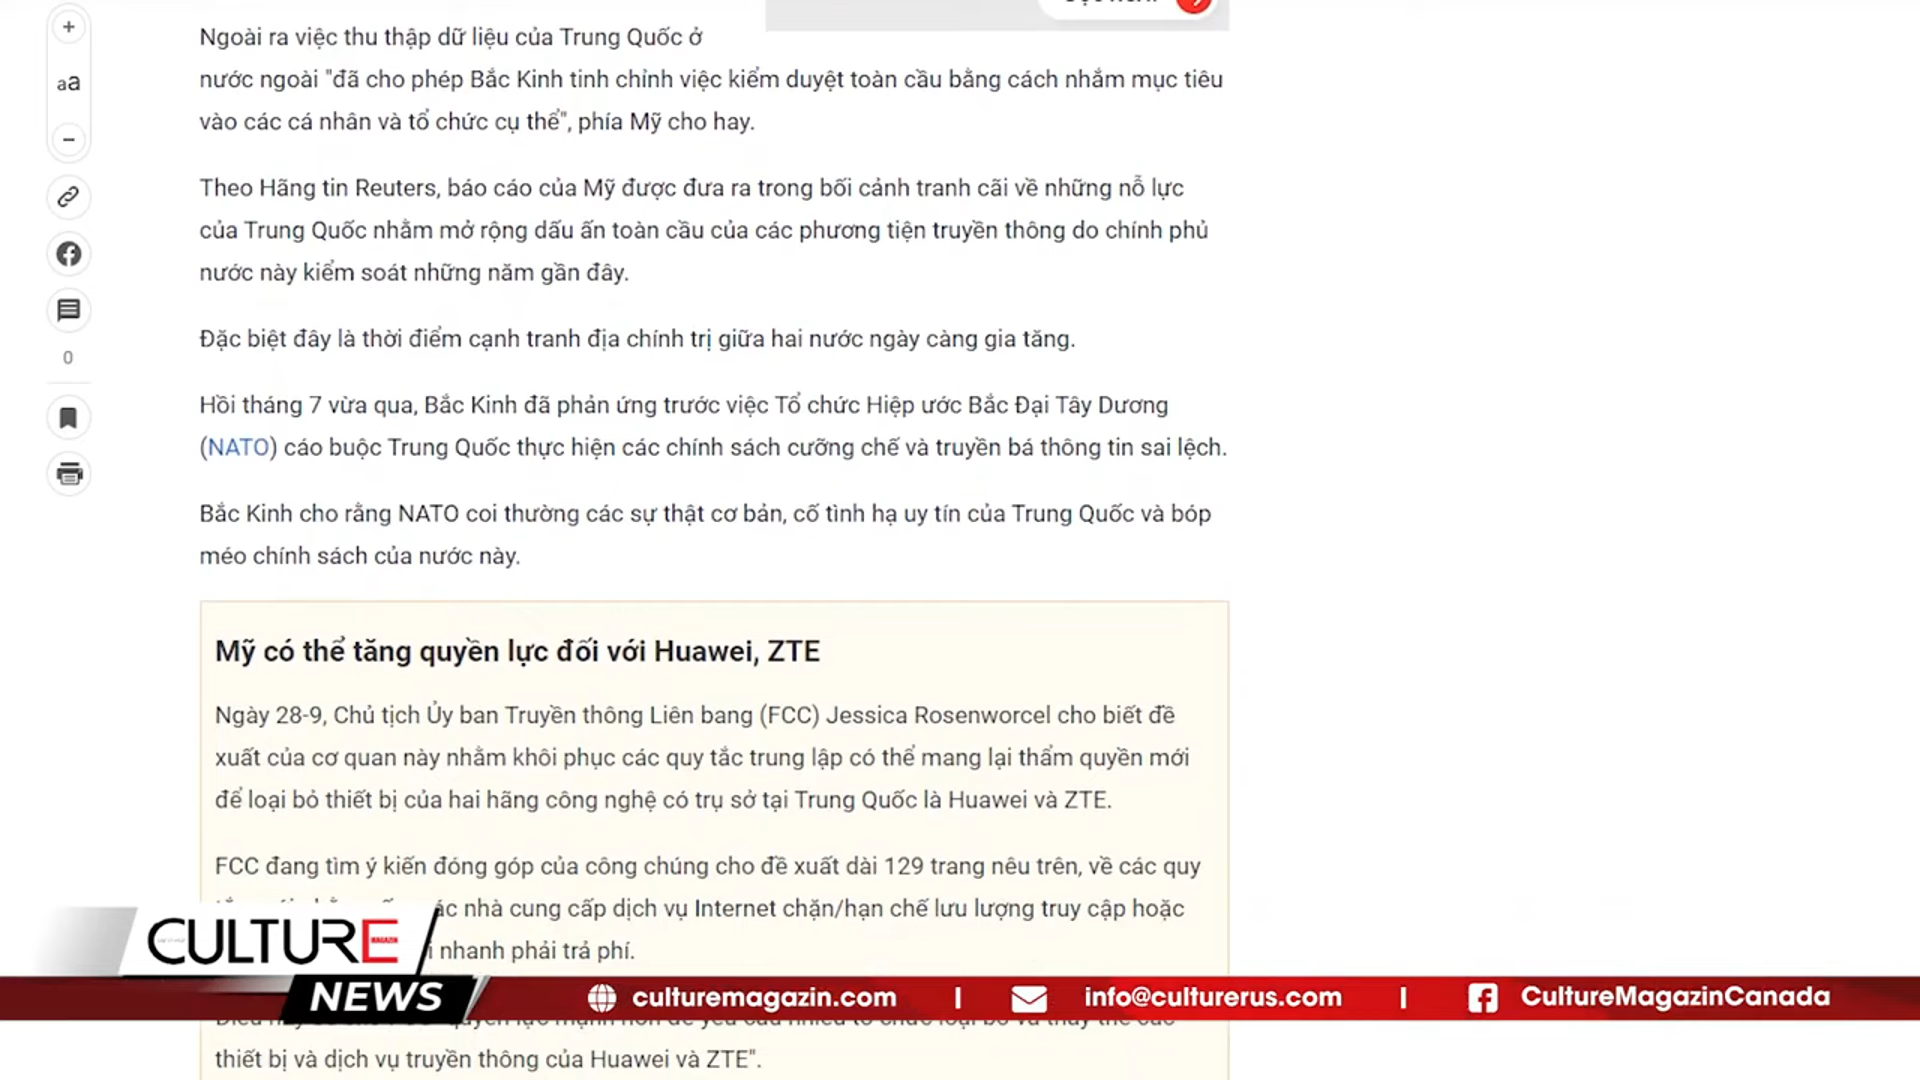 +
aa
−
0
Ngoài ra việc thu thập dữ liệu của Trung Quốc ở
nước ngoài "đã cho phép Bắc Kinh tinh chỉnh việc kiểm duyệt toàn cầu bằng cách nhắm mục tiêu
vào các cá nhân và tổ chức cụ thể", phía Mỹ cho hay.
Theo Hãng tin Reuters, báo cáo của Mỹ được đưa ra trong bối cảnh tranh cãi về những nỗ lực
của Trung Quốc nhằm mở rộng dấu ấn toàn cầu của các phương tiện truyền thông do chính phủ
nước này kiểm soát những năm gần đây.
Đặc biệt đây là thời điểm cạnh tranh địa chính trị giữa hai nước ngày càng gia tăng.
Hồi tháng 7 vừa qua, Bắc Kinh đã phản ứng trước việc Tổ chức Hiệp ước Bắc Đại Tây Dương
(NATO) cáo buộc Trung Quốc thực hiện các chính sách cưỡng chế và truyền bá thông tin sai lệch.
Bắc Kinh cho rằng NATO coi thường các sự thật cơ bản, cố tình hạ uy tín của Trung Quốc và bóp
méo chính sách của nước này.
Mỹ có thể tăng quyền lực đối với Huawei, ZTE
Ngày 28-9, Chủ tịch Ủy ban Truyền thông Liên bang (FCC) Jessica Rosenworcel cho biết đề
xuất của cơ quan này nhằm khôi phục các quy tắc trung lập có thể mang lại thẩm quyền mới
để loại bỏ thiết bị của hai hãng công nghệ có trụ sở tại Trung Quốc là Huawei và ZTE.
FCC đang tìm ý kiến đóng góp của công chúng cho đề xuất dài 129 trang nêu trên, về các quy
nhà cung cấp dịch vụ Internet chặn/hạn chế lưu lượng truy cập hoặc
nhanh phải trả phí.
thiết bị và dịch vụ truyền thông của Huawei và ZTE".
CULTURE
MAGAZIN
NEWS
culturemagazin.com | info@culturerus.com | CultureMagazinCanada